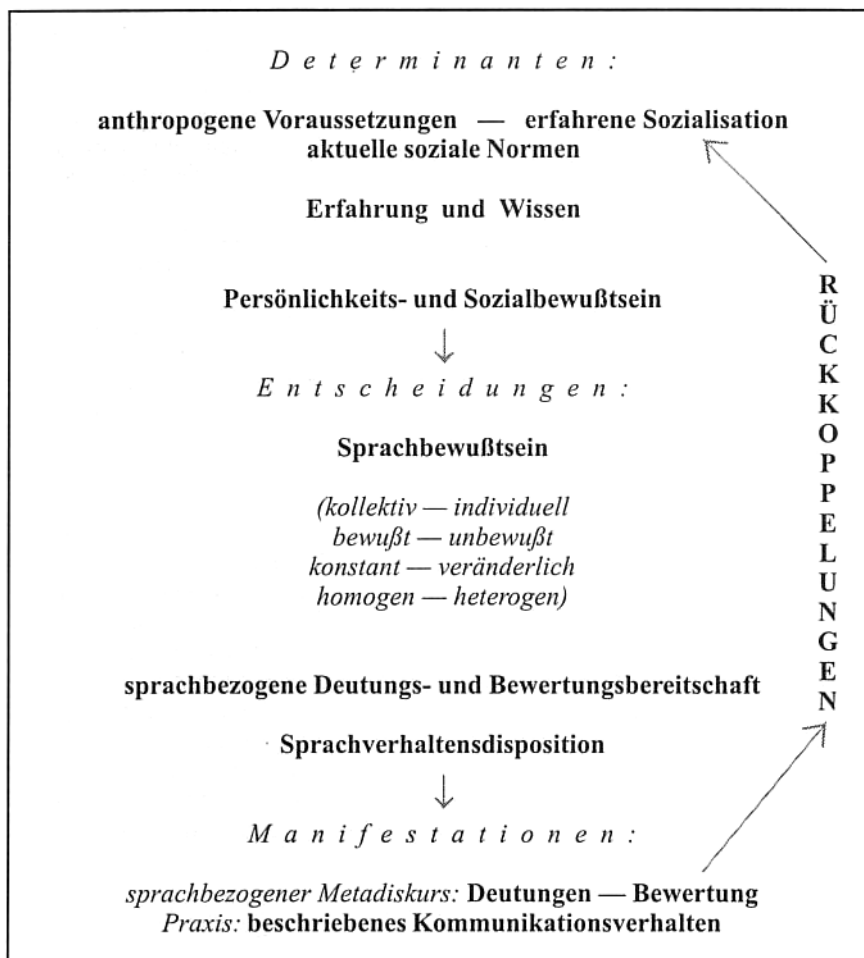 Determinanten:
anthropogene Voraussetzungen — erfahrene Sozialisation
aktuelle soziale Normen
Erfahrung und Wissen
Persönlichkeits- und Sozialbewußtsein
Entscheidungen:
Sprachbewußtsein
(kollektiv — individuell
bewußt — unbewußt
konstant — veränderlich
homogen — heterogen)
sprachbezogene Deutungs- und Bewertungsbereitschaft
Sprachverhaltensdisposition
Manifestationen:
sprachbezogener Metadiskurs: Deutungen — Bewertung
Praxis: beschriebenes Kommunikationsverhalten
RÜCKKOPPELUNGEN